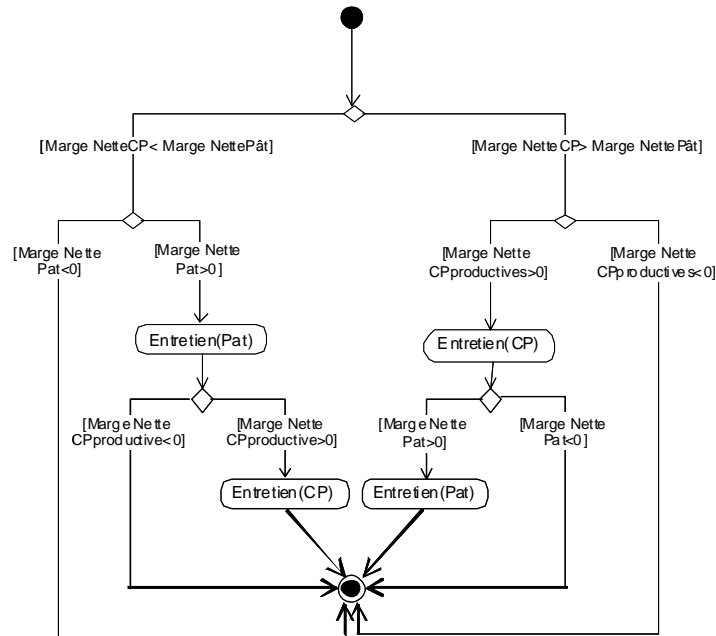 [Marge NetteCP< Marge NettePât]
[Marge NetteCP> Marge NettePât]
[Marge Nette
Pat<0]
[Marge Nette
Pat>0]
[Marge Nette
CPproductives>0]
[Marge Nette
CPproductives<0]
Entretien(Pat)
Entretien(CP)
[Marge Nette
CPproductive<0]
[Marge Nette
CPproductive>0]
[Marge Nette
Pat>0]
[Marge Nette
Pat<0]
Entretien(CP)
Entretien(Pat)